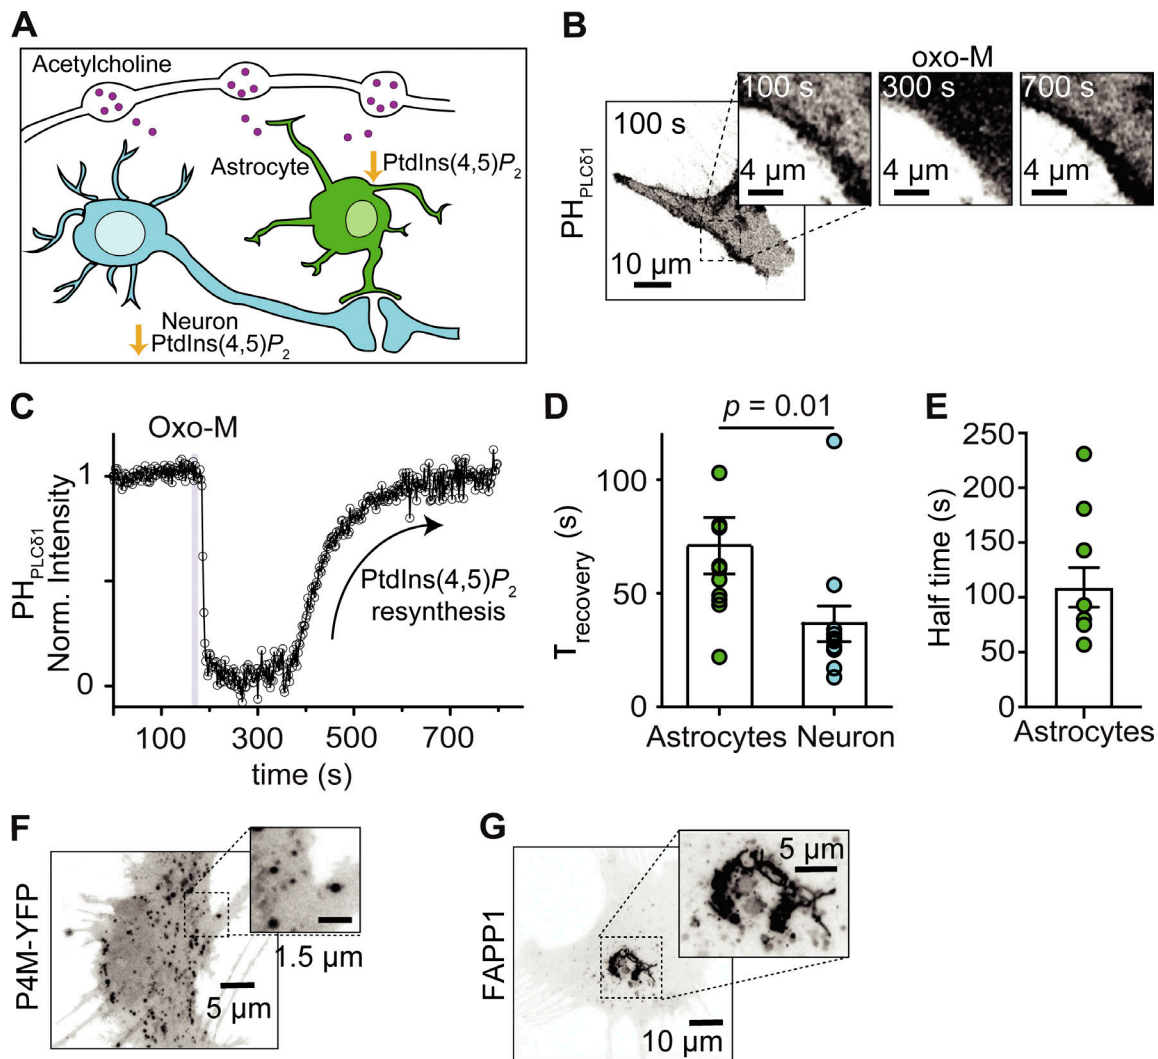 A
Acetylcholine
Astrocyte
PtdIns(4,5)P2
Neuron
PtdIns(4,5)P2
B
oxo-M
PHPLCδ1
100 s
10 µm
100 s
4 µm
300 s
4 µm
700 s
4 µm
C
Oxo-M
PHPLCδ1
Norm. Intensity
1
0
PtdIns(4,5)P2
resynthesis
100
300
500
700
time (s)
D
p = 0.01
Τrecovery (s)
100
50
0
Astrocytes
Neuron
E
Half time (s)
250
200
150
100
50
0
Astrocytes
F
P4M-YFP
5 µm
1.5 µm
G
FAPP1
5 µm
10 µm